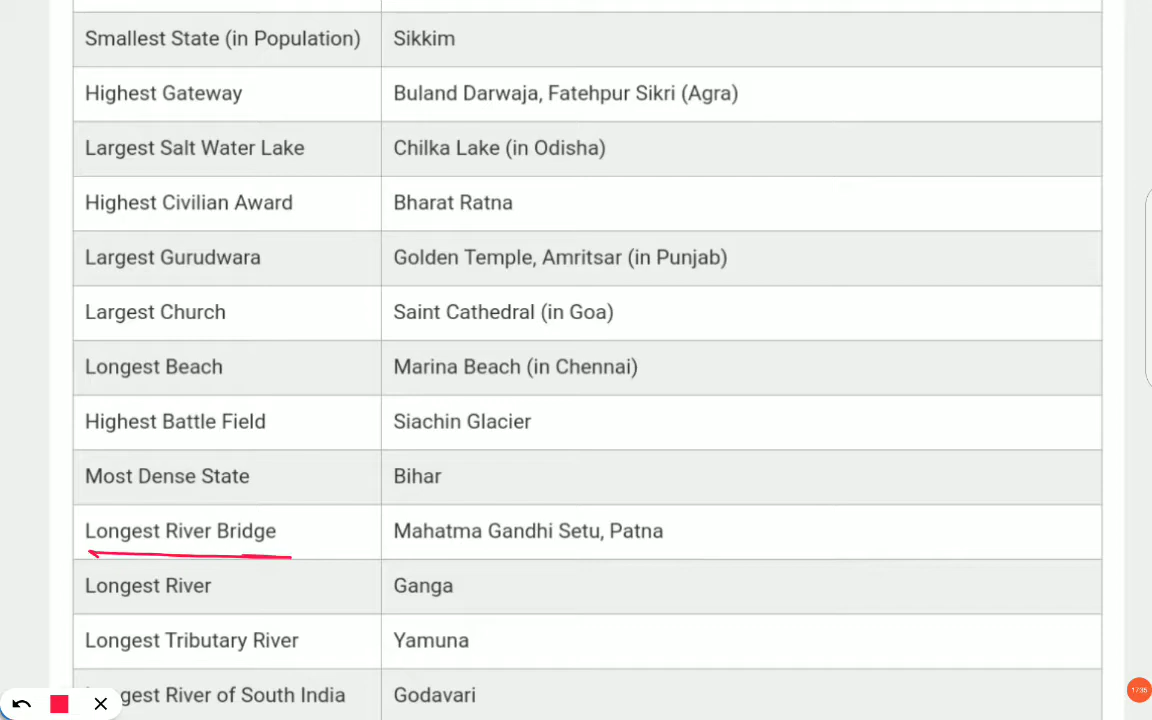 Smallest State (in Population) Sikkim
Highest Gateway Buland Darwaja, Fatehpur Sikri (Agra)
Largest Salt Water Lake Chilka Lake (in Odisha)
Highest Civilian Award Bharat Ratna
Largest Gurudwara Golden Temple, Amritsar (in Punjab)
Largest Church Saint Cathedral (in Goa)
Longest Beach Marina Beach (in Chennai)
Highest Battle Field Siachin Glacier
Most Dense State Bihar
Longest River Bridge Mahatma Gandhi Setu, Patna
Longest River Ganga
Longest Tributary River Yamuna
gest River of South India Godavari